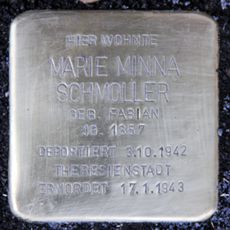 HIER WOHNTE
MARIE MINNA
SCHMOLLER
GEB. FABIAN
JG. 1857
DEPORTIERT 3.10.1942
THERESIENSTADT
ERMORDET 17.1.1943